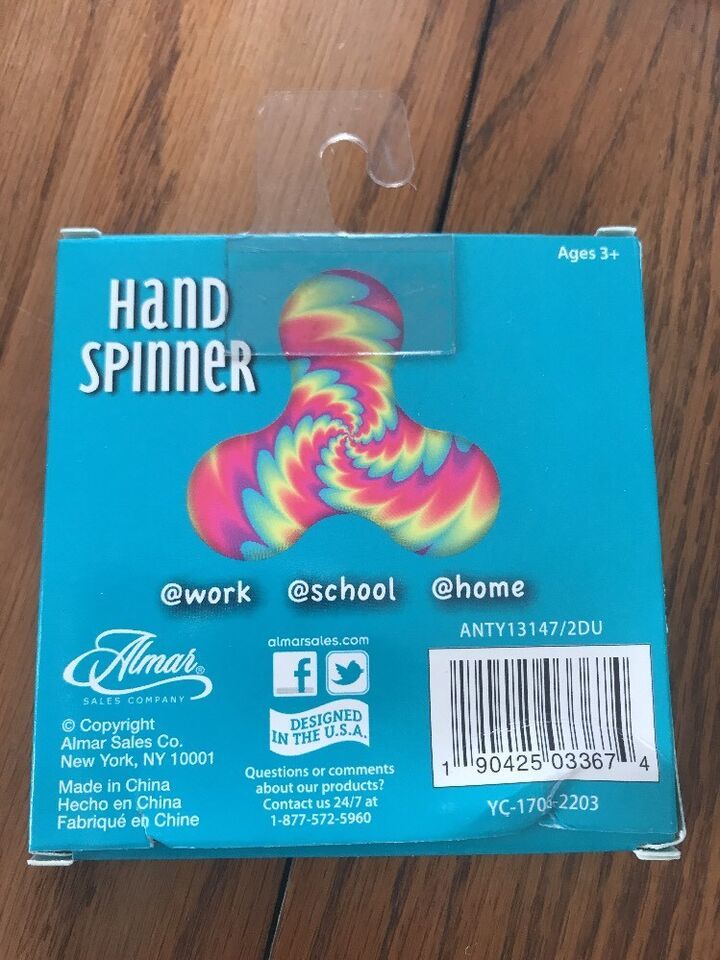 Ages 3+
Hand
Spinner
@work @school @home
ANTY13147/2DU
Almar®
SALES COMPANY
© Copyright
Almar Sales Co.
New York, NY 10001
Made in China
Hecho en China
Fabriqué en Chine
almarsales.com
f
DESIGNED
IN THE U.S.A.
Questions or comments
about our products?
Contact us 24/7 at
1-877-572-5960
1 90425 03367 4